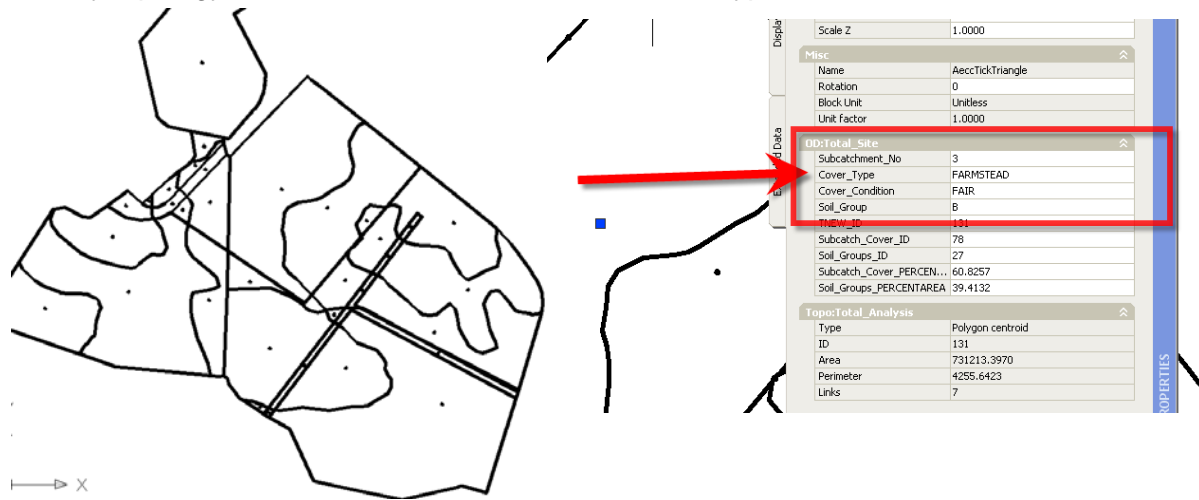 X
Display
Scale Z 1.0000
Misc
Name AeccTickTriangle
Rotation 0
Block Unit Unitless
Unit factor 1.0000
Data
OD:Total_Site
Subcatchment_No 3
Cover_Type FARMSTEAD
Cover_Condition FAIR
Soil_Group B
TNEW_ID 131
Subcatch_Cover_ID 78
Soil_Groups_ID 27
Subcatch_Cover_PERCEN... 60.8257
Soil_Groups_PERCENTAREA 39.4132
Topo:Total_Analysis
Type Polygon centroid
ID 131
Area 731213.3970
Perimeter 4255.6423
Links 7
PROPERTIES